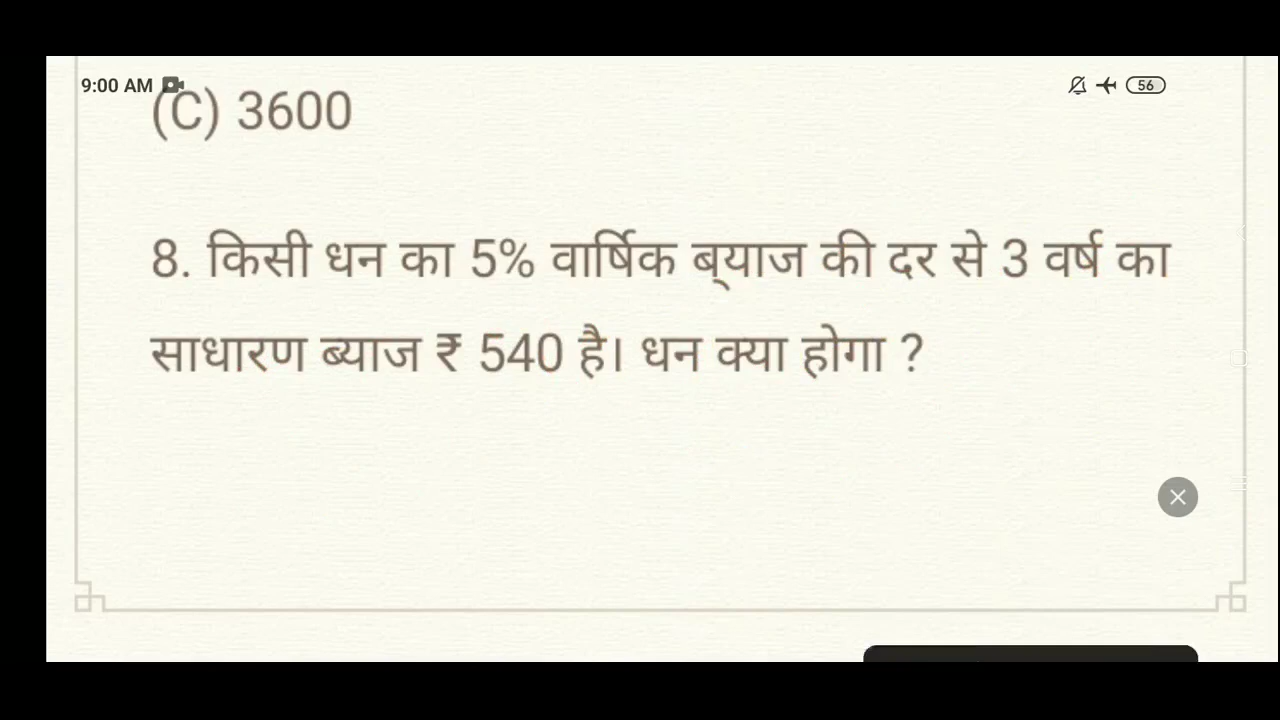 9:00 AM
56
(C) 3600
8. किसी धन का 5% वार्षिक ब्‌याज की दर से 3 वर्ष का
साधारण ब्याज ₹ 540 है। धन क्या होगा ?